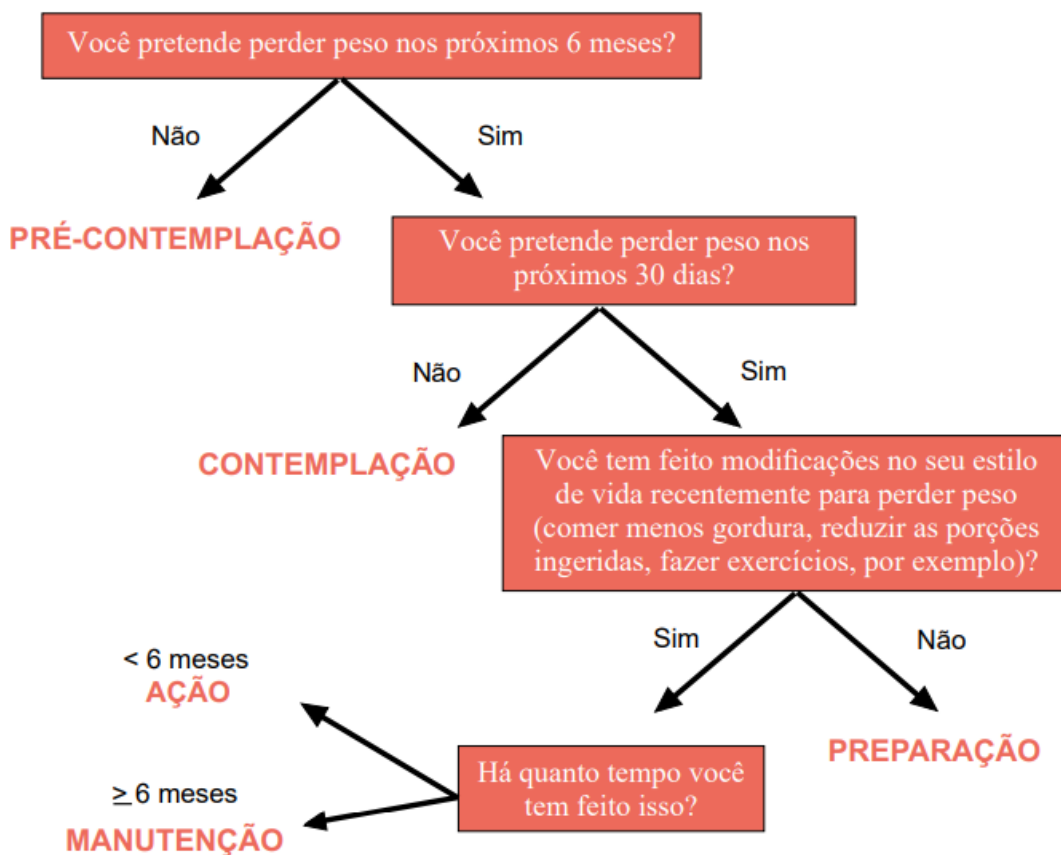 Você pretende perder peso nos próximos 6 meses?
Não
Sim
PRÉ-CONTEMPLAÇÃO
Você pretende perder peso nos
próximos 30 dias?
Não
Sim
CONTEMPLAÇÃO
Você tem feito modificações no seu estilo
de vida recentemente para perder peso
(comer menos gordura, reduzir as porções
ingeridas, fazer exercícios, por exemplo)?
Sim
Não
< 6 meses
AÇÃO
PREPARAÇÃO
Há quanto tempo você
tem feito isso?
≥ 6 meses
MANUTENÇÃO